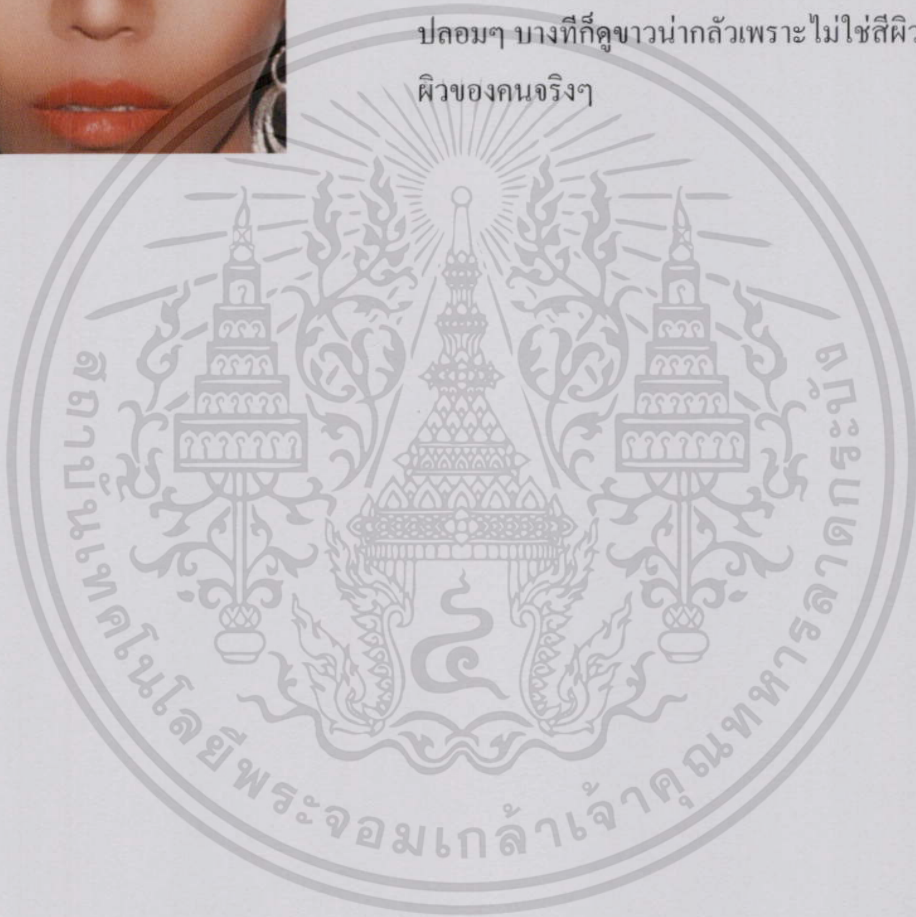 ปลอมๆ บางทีก็ดูขาวน่ากลัวเพราะไม่ใช่สีผิว
ผิวของคนจริงๆ
สถาบันเทคโนโลยีพระจอมเกล้าเจ้าคุณทหารลาดกระบัง
๔